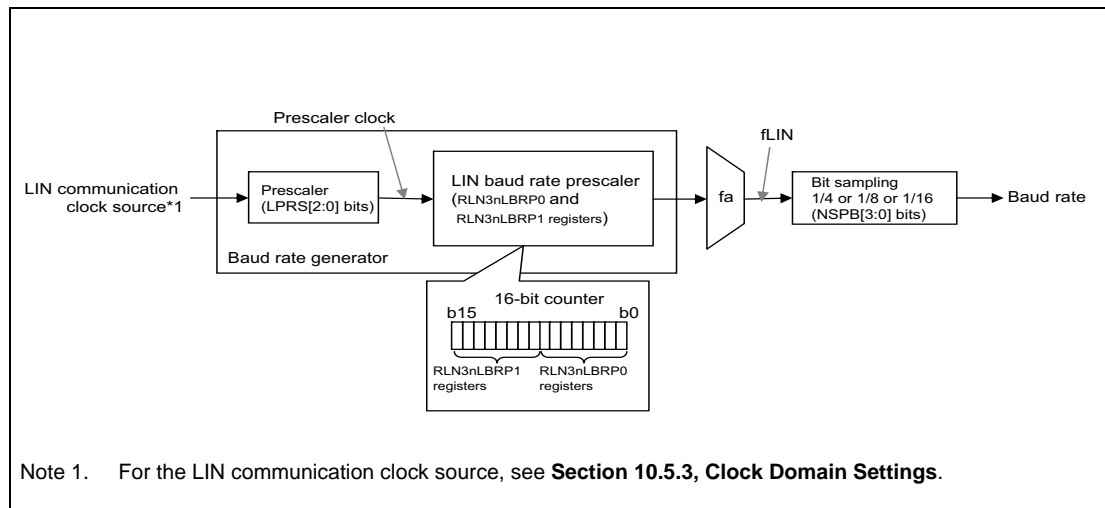 Prescaler clock
fLIN
LIN communication
clock source*1
Prescaler
(LPRS[2:0] bits)
LIN baud rate prescaler
(RLN3nLBRP0 and
RLN3nLBRP1 registers)
fa
Bit sampling
1/4 or 1/8 or 1/16
(NSPB[3:0] bits)
Baud rate
Baud rate generator
16-bit counter
b15 b0
RLN3nLBRP1 RLN3nLBRP0
registers registers
Note 1. For the LIN communication clock source, see Section 10.5.3, Clock Domain Settings.